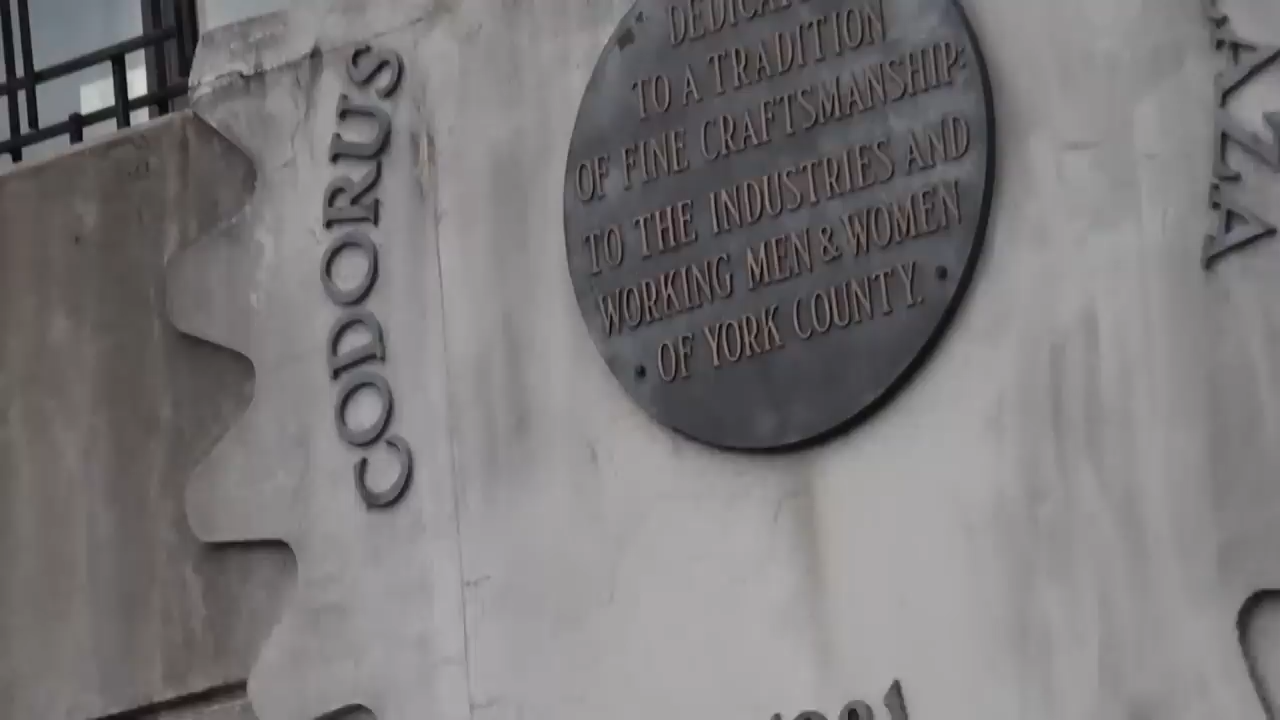 CODORUS
TO A TRADITION
OF FINE CRAFTSMANSHIP:
TO THE INDUSTRIES AND
WORKING MEN & WOMEN
OF YORK COUNTY.